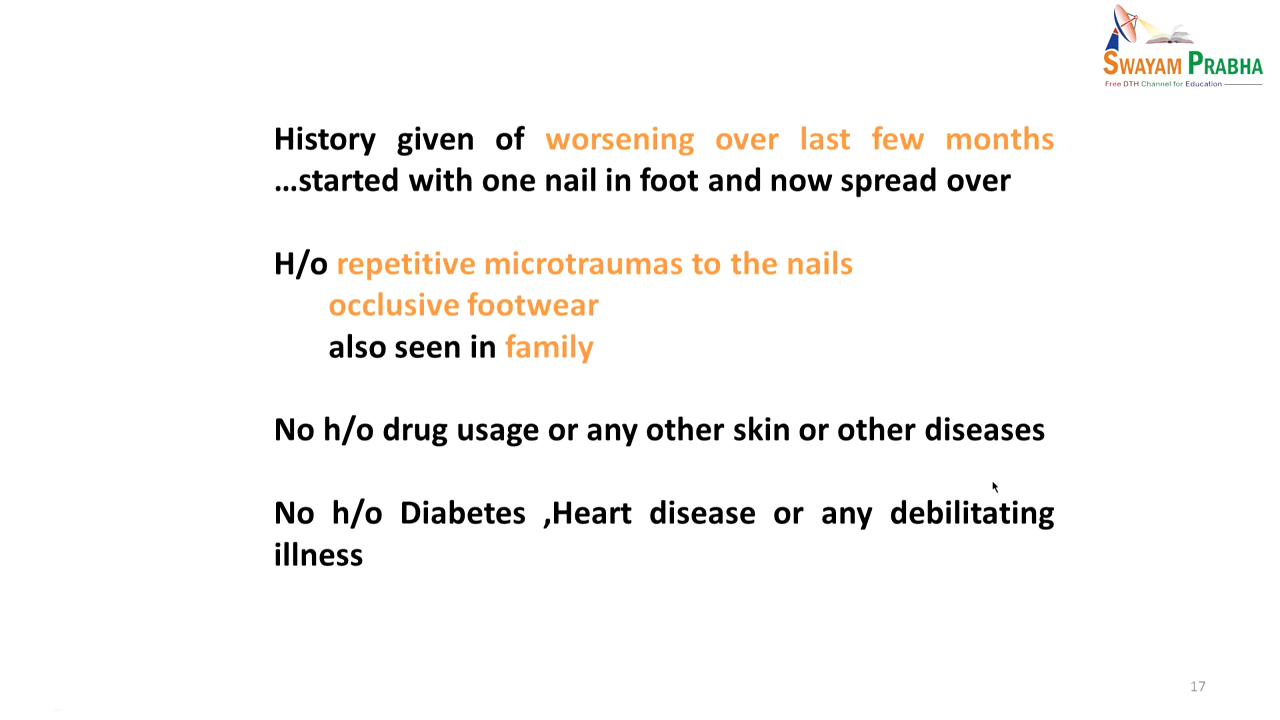 SWAYAM PRABHA
Free DTH Channel for Education
History given of worsening over last few months
...started with one nail in foot and now spread over
H/o repetitive microtraumas to the nails
occlusive footwear
also seen in family
No h/o drug usage or any other skin or other diseases
No h/o Diabetes ,Heart disease or any debilitating
illness
17